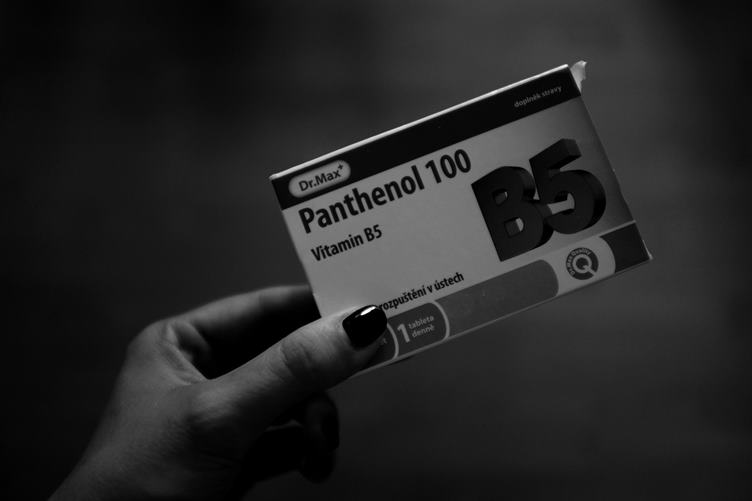 doplněk stravy
Dr.Max+
Panthenol 100
Vitamin B5
B5
rozpuštění v ústech
1 tableta
denně
Q